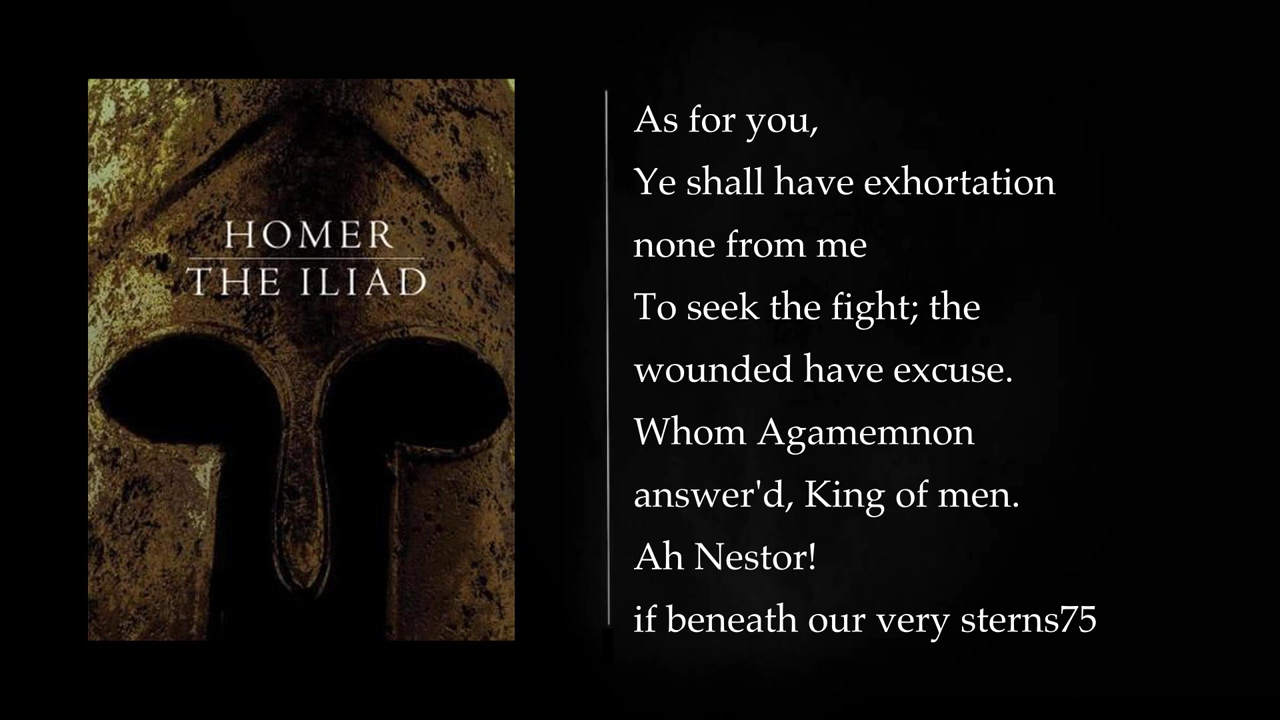 HOMER
THE ILIAD
As for you,
Ye shall have exhortation
none from me
To seek the fight; the
wounded have excuse.
Whom Agamemnon
answer'd, King of men.
Ah Nestor!
if beneath our very sterns75